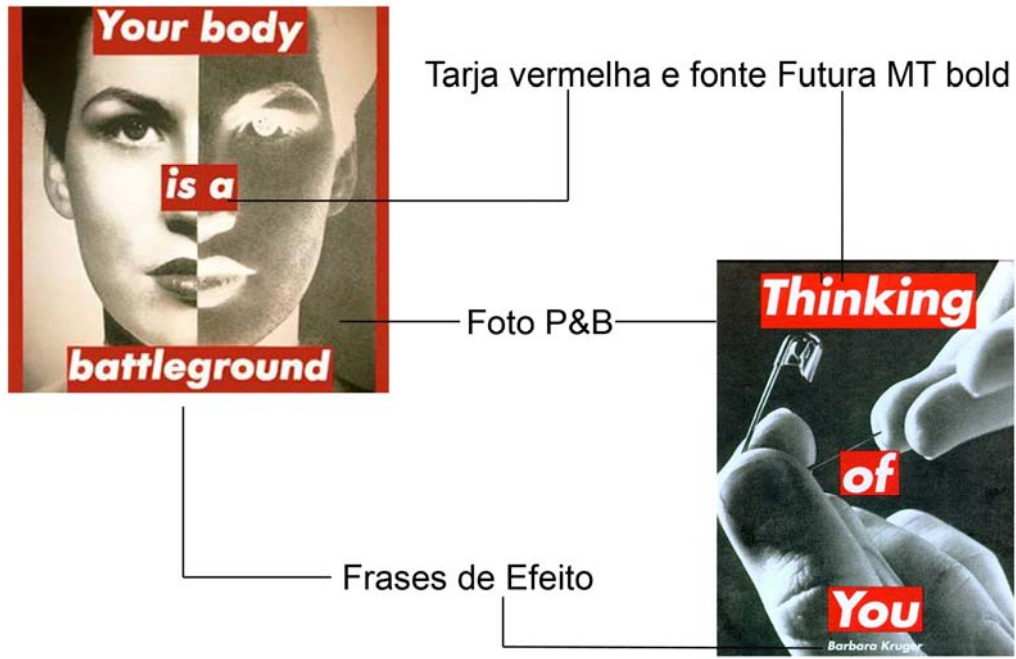 Your body
is a
battleground
Tarja vermelha e fonte Futura MT bold
Foto P&B
Frases de Efeito
Thinking
of
You
Barbara Kruger